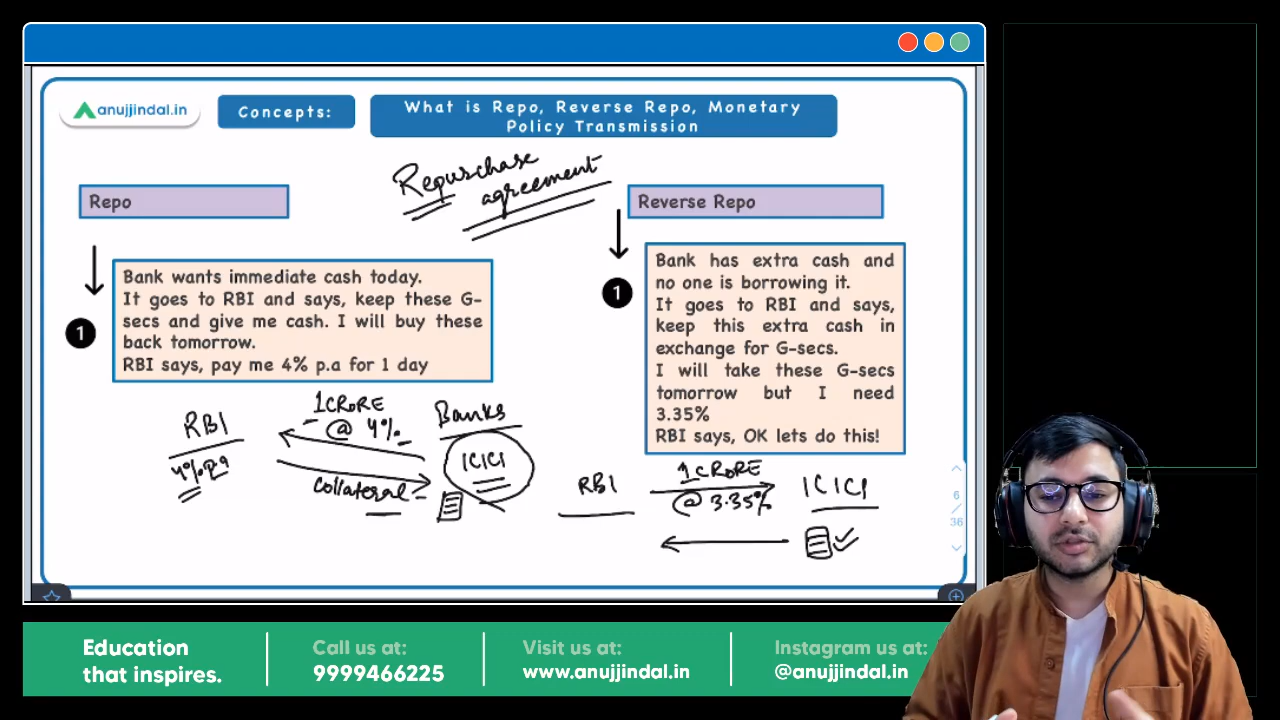 anujjindal.in
Concepts:
What is Repo, Reverse Repo, Monetary
Policy Transmission
Repurchase
agreement
Repo
1
Bank wants immediate cash today.
It goes to RBI and says, keep these G-
secs and give me cash. I will buy these
back tomorrow.
RBI says, pay me 4% p.a for 1 day
RBI
4% p.a
1 CRORE
@ 4%
collateral
Banks
ICICI
Reverse Repo
1
Bank has extra cash and
no one is borrowing it.
It goes to RBI and says,
keep this extra cash in
exchange for G-secs.
I will take these G-secs
tomorrow but I need
3.35%
RBI says, OK lets do this!
RBI
1 CRORE
@ 3.35%
ICICI
6
/
36
Education
that inspires.
Call us at:
9999466225
Visit us at:
www.anujjindal.in
Instagram us at:
@anujjindal.in